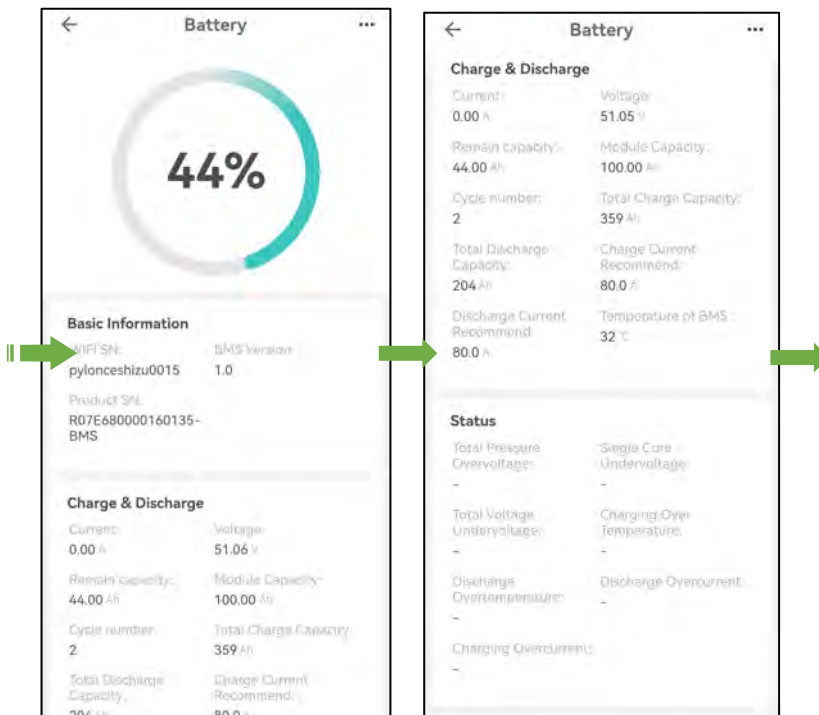 Battery
44%
Basic Information
WIFI SN:
BMS Version:
pylonceshizu0015
1.0
Product SN:
R07E680000160135-
BMS
Charge & Discharge
Current:
Voltage:
0.00 A
51.06 V
Remain capacity:
Module Capacity:
44.00 Ah
100.00 Ah
Cycle number:
Total Charge Capacity:
2
359 Ah
Total Discharge
Capacity:
Charge Current
Recommend:
204 Ah
80.0 A
Battery
Charge & Discharge
Current:
Voltage:
0.00 A
51.05 V
Remain capacity:
Module Capacity:
44.00 Ah
100.00 Ah
Cycle number:
Total Charge Capacity:
2
359 Ah
Total Discharge
Capacity:
Charge Current
Recommend:
204 Ah
80.0 A
Discharge Current
Recommend:
Temperature of BMS :
80.0 A
32 ℃
Status
Total Pressure
Overvoltage:
Single Core
Undervoltage:
-
-
Total Voltage
Undervoltage:
Charging Over
Temperature:
-
-
Discharge
Overtemperature:
Discharge Overcurrent:
-
-
Charging Overcurrent:
-